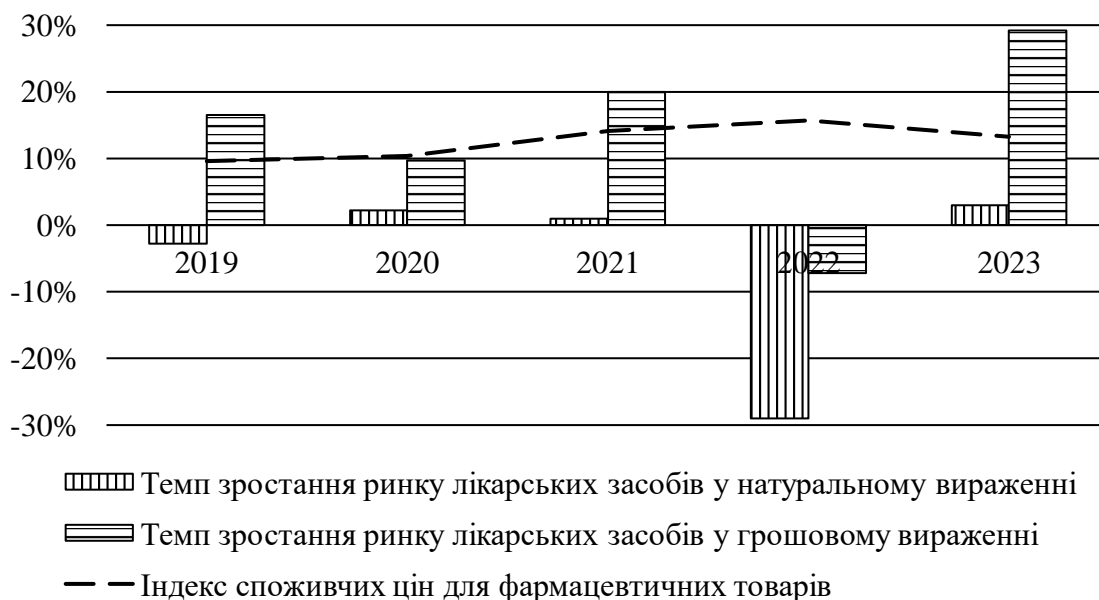 30%
20%
10%
0%
2019 2020 2021 2022 2023
-10%
-20%
-30%
Темп зростання ринку лікарських засобів у натуральному вираженні
Темп зростання ринку лікарських засобів у грошовому вираженні
Індекс споживчих цін для фармацевтичних товарів